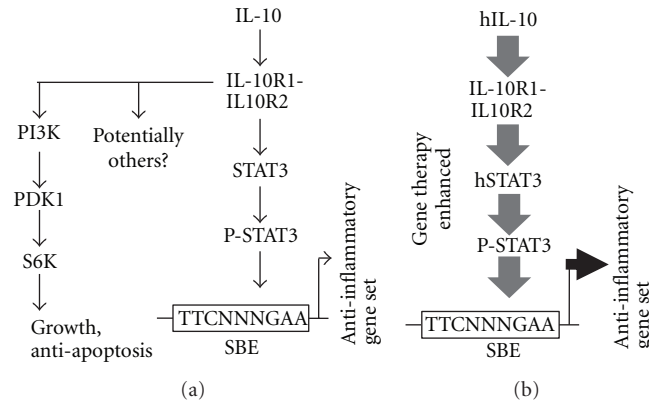 IL-10
IL-10R1-
IL10R2
PI3K
Potentially
others?
STAT3
PDK1
P-STAT3
S6K
Growth,
anti-apoptosis
TTCNNNGAA
SBE
Anti-inflammatory
gene set
(a)
hIL-10
IL-10R1-
IL10R2
Gene therapy
enhanced
hSTAT3
P-STAT3
TTCNNNGAA
SBE
Anti-inflammatory
gene set
(b)